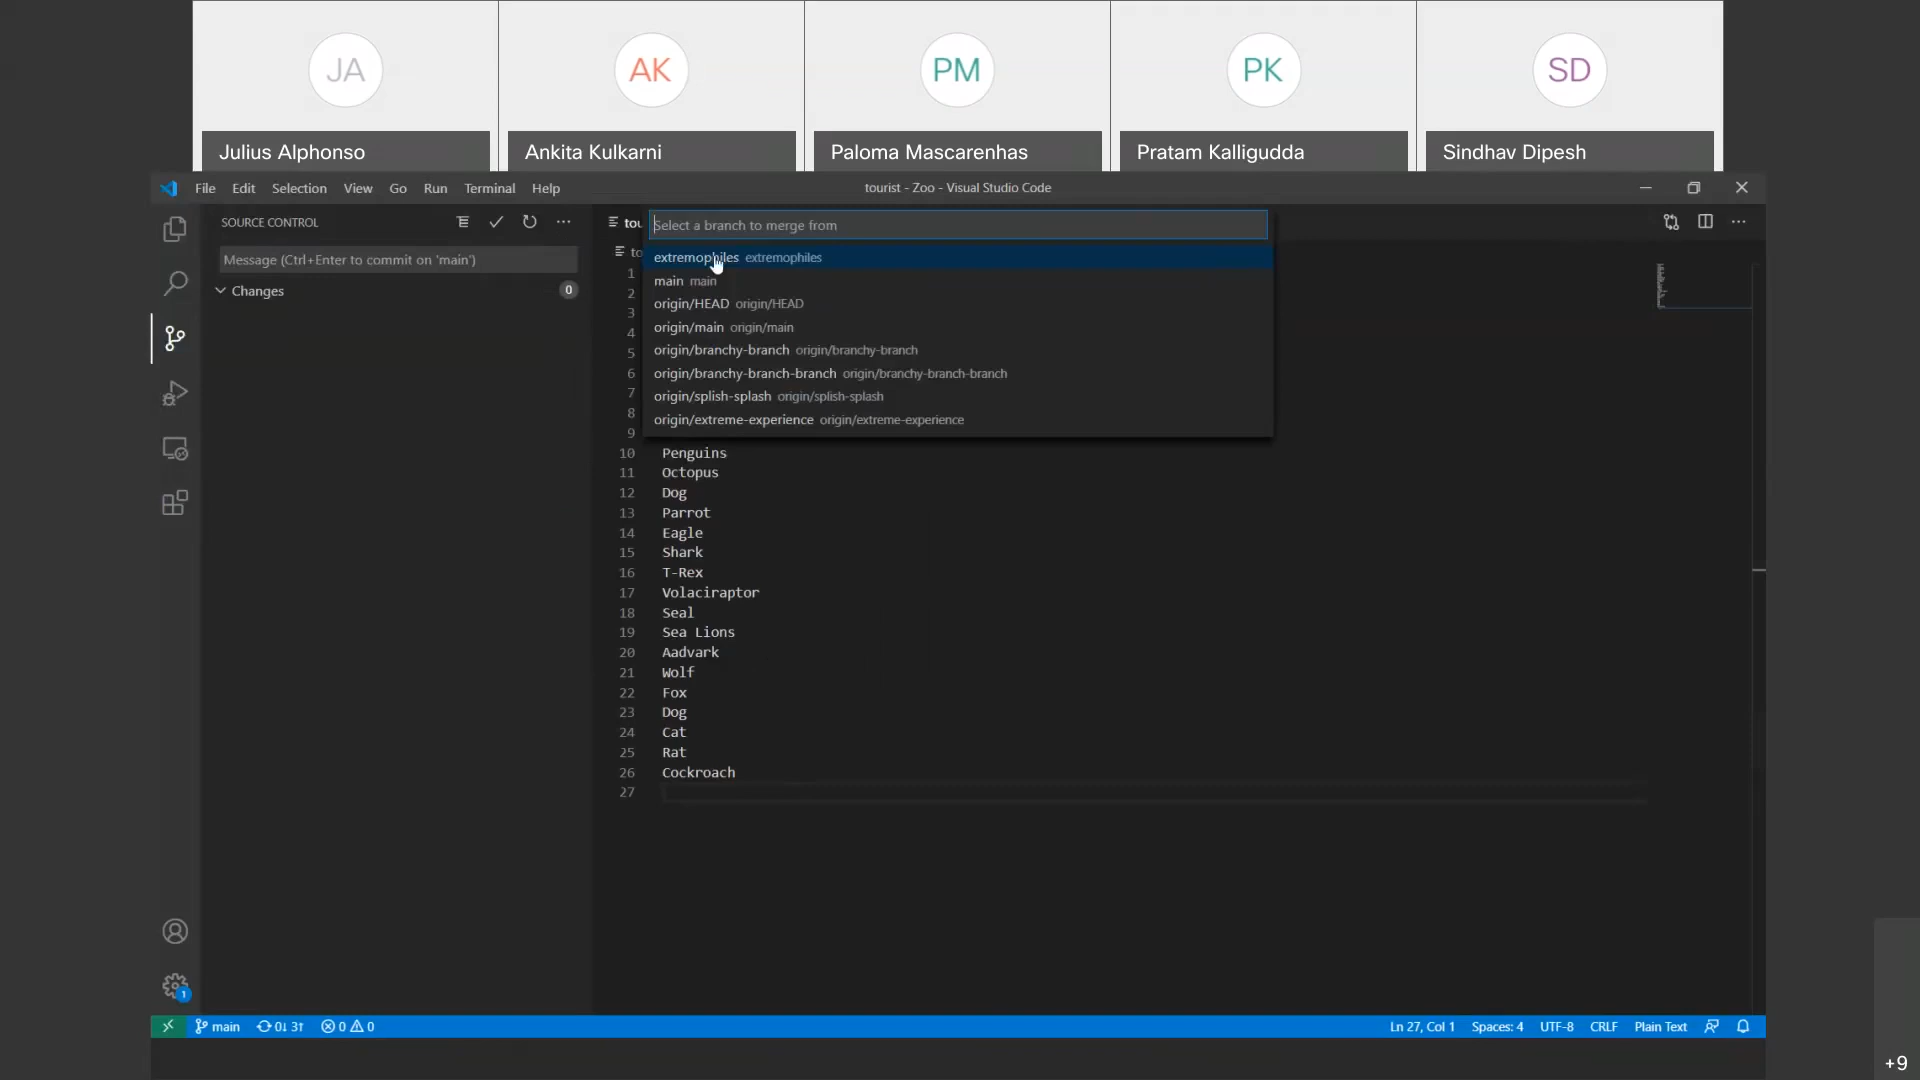 JA
AK
PM
PK
SD
Julius Alphonso
Ankita Kulkarni
Paloma Mascarenhas
Pratam Kalligudda
Sindhav Dipesh
File Edit Selection View Go Run Terminal Help
tourist - Zoo - Visual Studio Code
SOURCE CONTROL
Message (Ctrl+Enter to commit on 'main')
Changes
0
tou
to
Select a branch to merge from
extremophiles extremophiles
main main
origin/HEAD origin/HEAD
origin/main origin/main
origin/branchy-branch origin/branchy-branch
origin/branchy-branch-branch origin/branchy-branch-branch
origin/splish-splash origin/splish-splash
origin/extreme-experience origin/extreme-experience
1
2
3
4
5
6
7
8
9
10 Penguins
11 Octopus
12 Dog
13 Parrot
14 Eagle
15 Shark
16 T-Rex
17 Volaciraptor
18 Seal
19 Sea Lions
20 Aadvark
21 Wolf
22 Fox
23 Dog
24 Cat
25 Rat
26 Cockroach
27
1
main 0↓ 3↑ 0 0
Ln 27, Col 1 Spaces: 4 UTF-8 CRLF Plain Text
+9